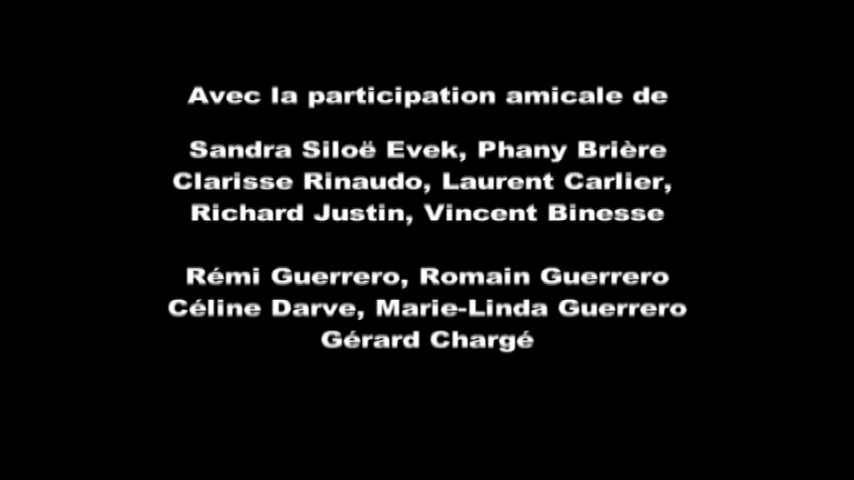 Avec la participation amicale de
Sandra Siloë Evek, Phany Brière
Clarisse Rinaudo, Laurent Carlier,
Richard Justin, Vincent Binesse
Rémi Guerrero, Romain Guerrero
Céline Darve, Marie-Linda Guerrero
Gérard Chargé